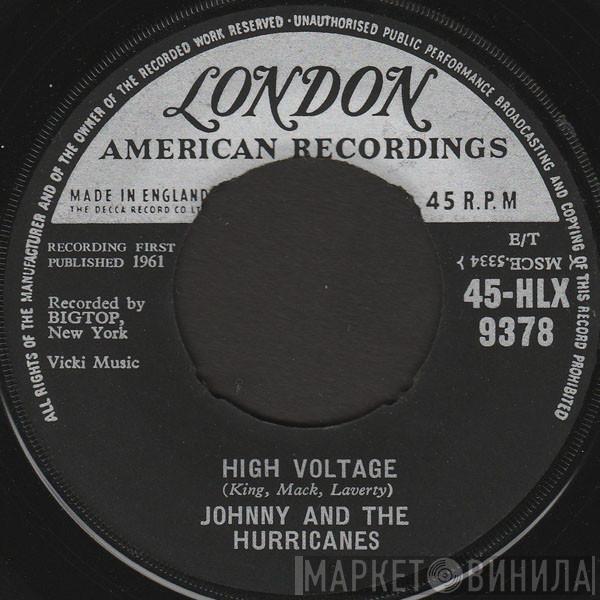 ALL RIGHTS OF THE MANUFACTURER AND OF THE OWNER OF THE RECORDED WORK RESERVED · UNAUTHORISED PUBLIC PERFORMANCE BROADCASTING AND COPYING OF THIS RECORD PROHIBITED
LONDON
AMERICAN RECORDINGS
MADE IN ENGLAND
THE DECCA RECORD CO LT
45 R.P.M
RECORDING FIRST
PUBLISHED 1961
E/T
{ MSCB.5334 }
45-HLX
9378
Recorded by
BIGTOP,
New York
Vicki Music
HIGH VOLTAGE
(King, Mack, Laverty)
JOHNNY AND THE
HURRICANES
МАРКЕТ ВИНИЛА